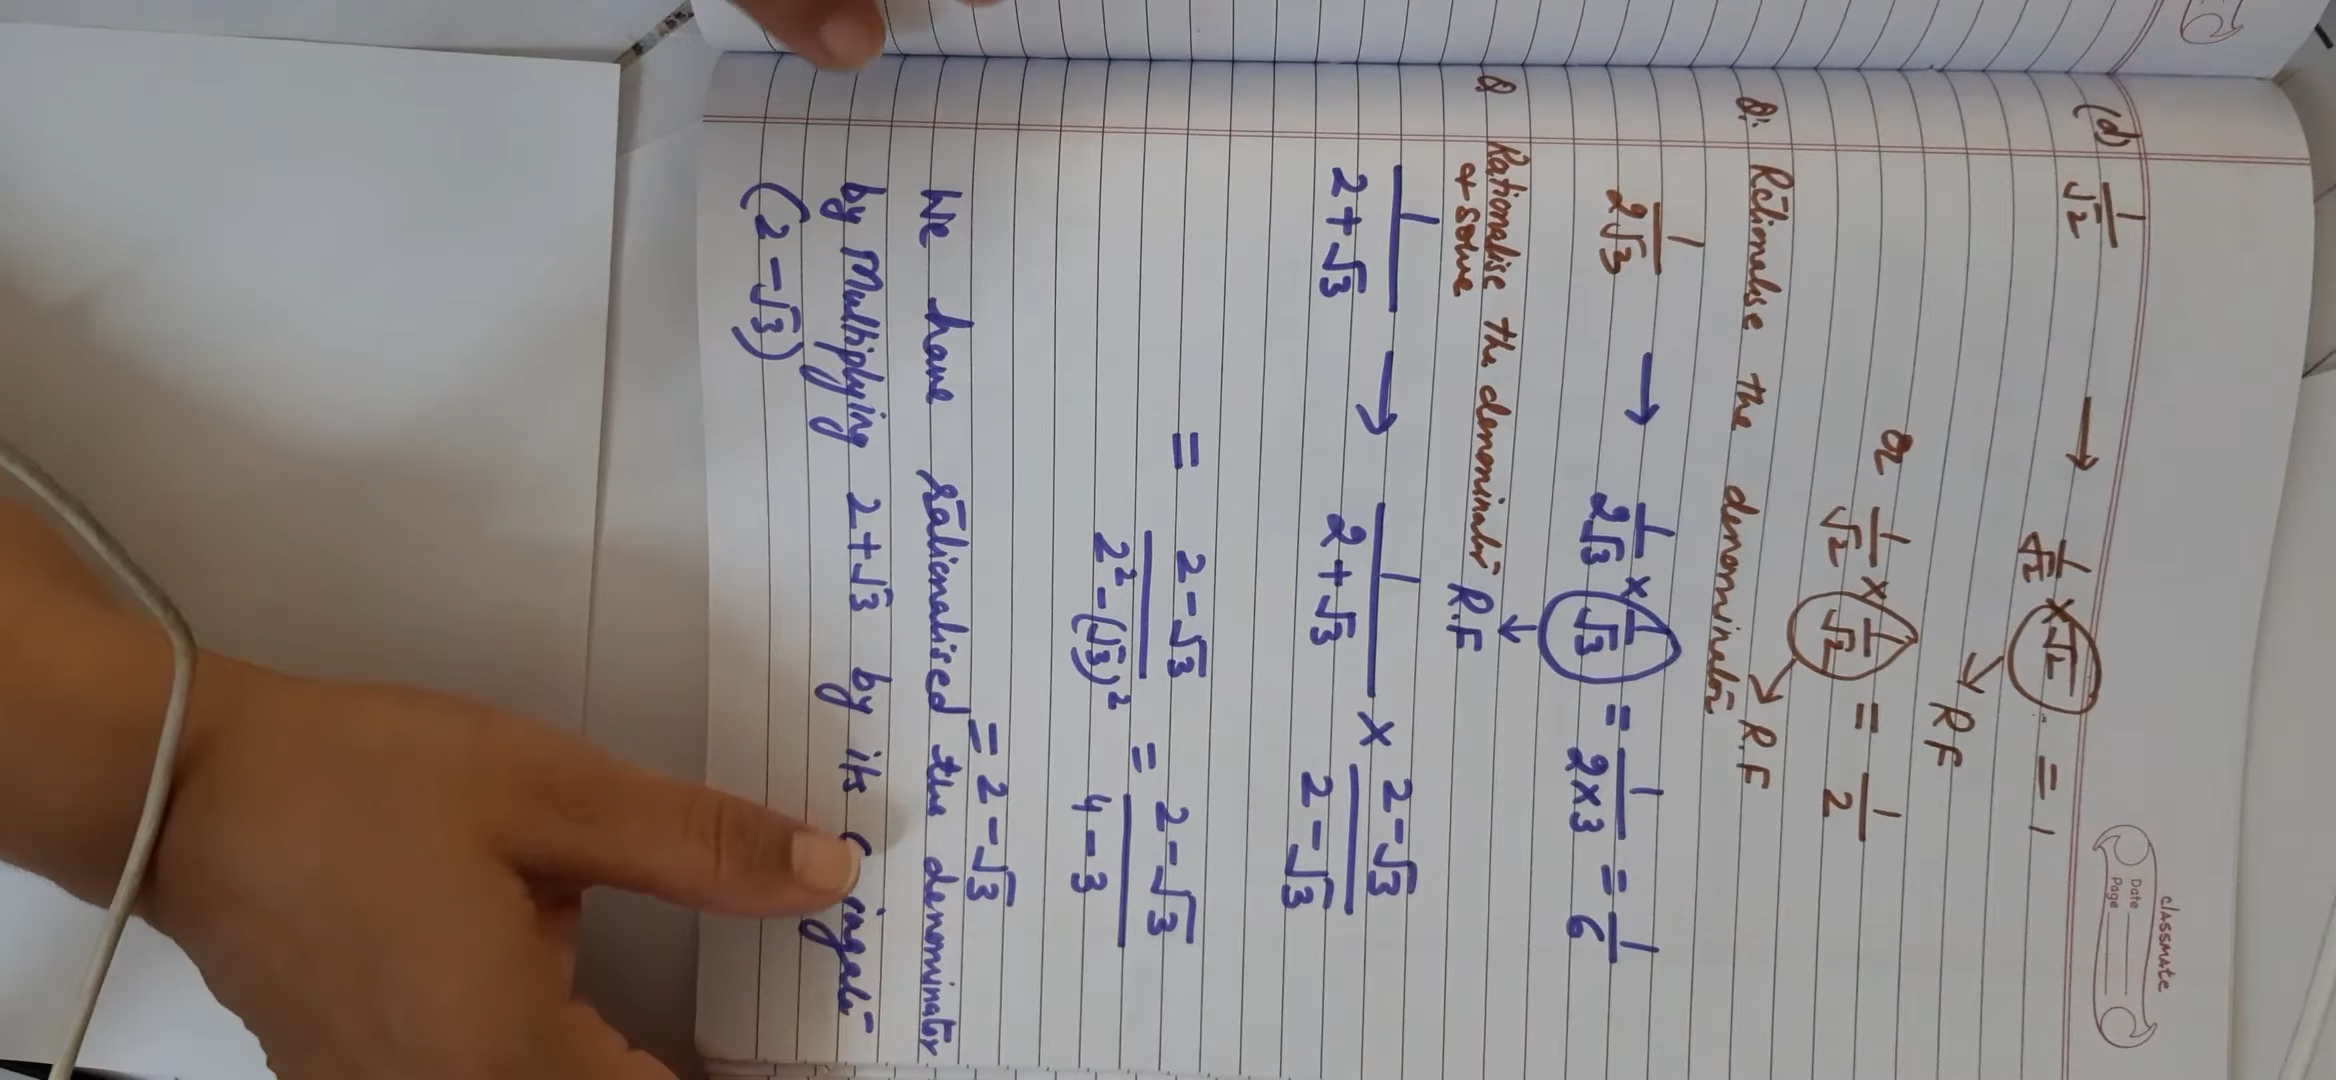 classmate
Date
Page
(d) 1/√2 → 1/√2 × √2 = 1
RF
or 1/√2 × 1/√2 = 1/2
R.F
Q. Rationalise the denominator
1/2√3 → 1/2√3 × 1/√3 = 1/2×3 = 1/6
R.F
Q Rationalise the denominator
& solve
1/2+√3 → 1/2+√3 × 2-√3/2-√3
= 2-√3/2²-(√3)² = 2-√3/4-3
= 2-√3
We have rationalised the denominator
by Multiplying 2+√3 by its
(2-√3)